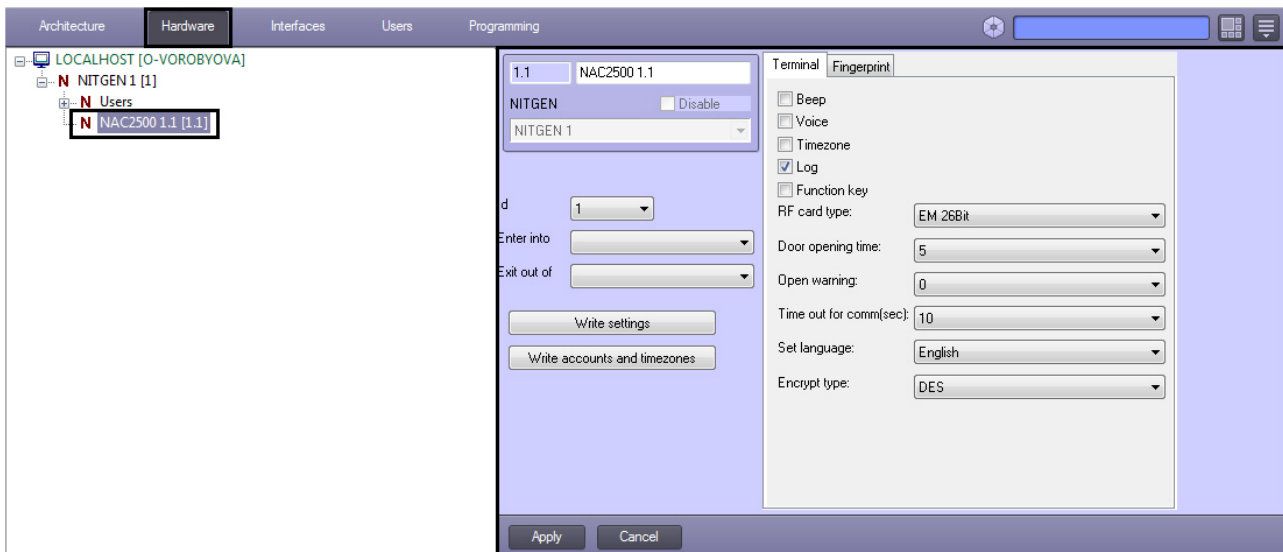 Architecture Hardware Interfaces Users Programming
LOCALHOST [O-VOROBYOVA]
N NITGEN 1 [1]
N Users
N NAC2500 1.1 [1.1]
1.1 NAC2500 1.1
NITGEN Disable
NITGEN 1
d 1
Enter into
Exit out of
Write settings
Write accounts and timezones
Terminal Fingerprint
Beep
Voice
Timezone
Log
Function key
RF card type: EM 26Bit
Door opening time: 5
Open warning: 0
Time out for comm(sec): 10
Set language: English
Encrypt type: DES
Apply Cancel